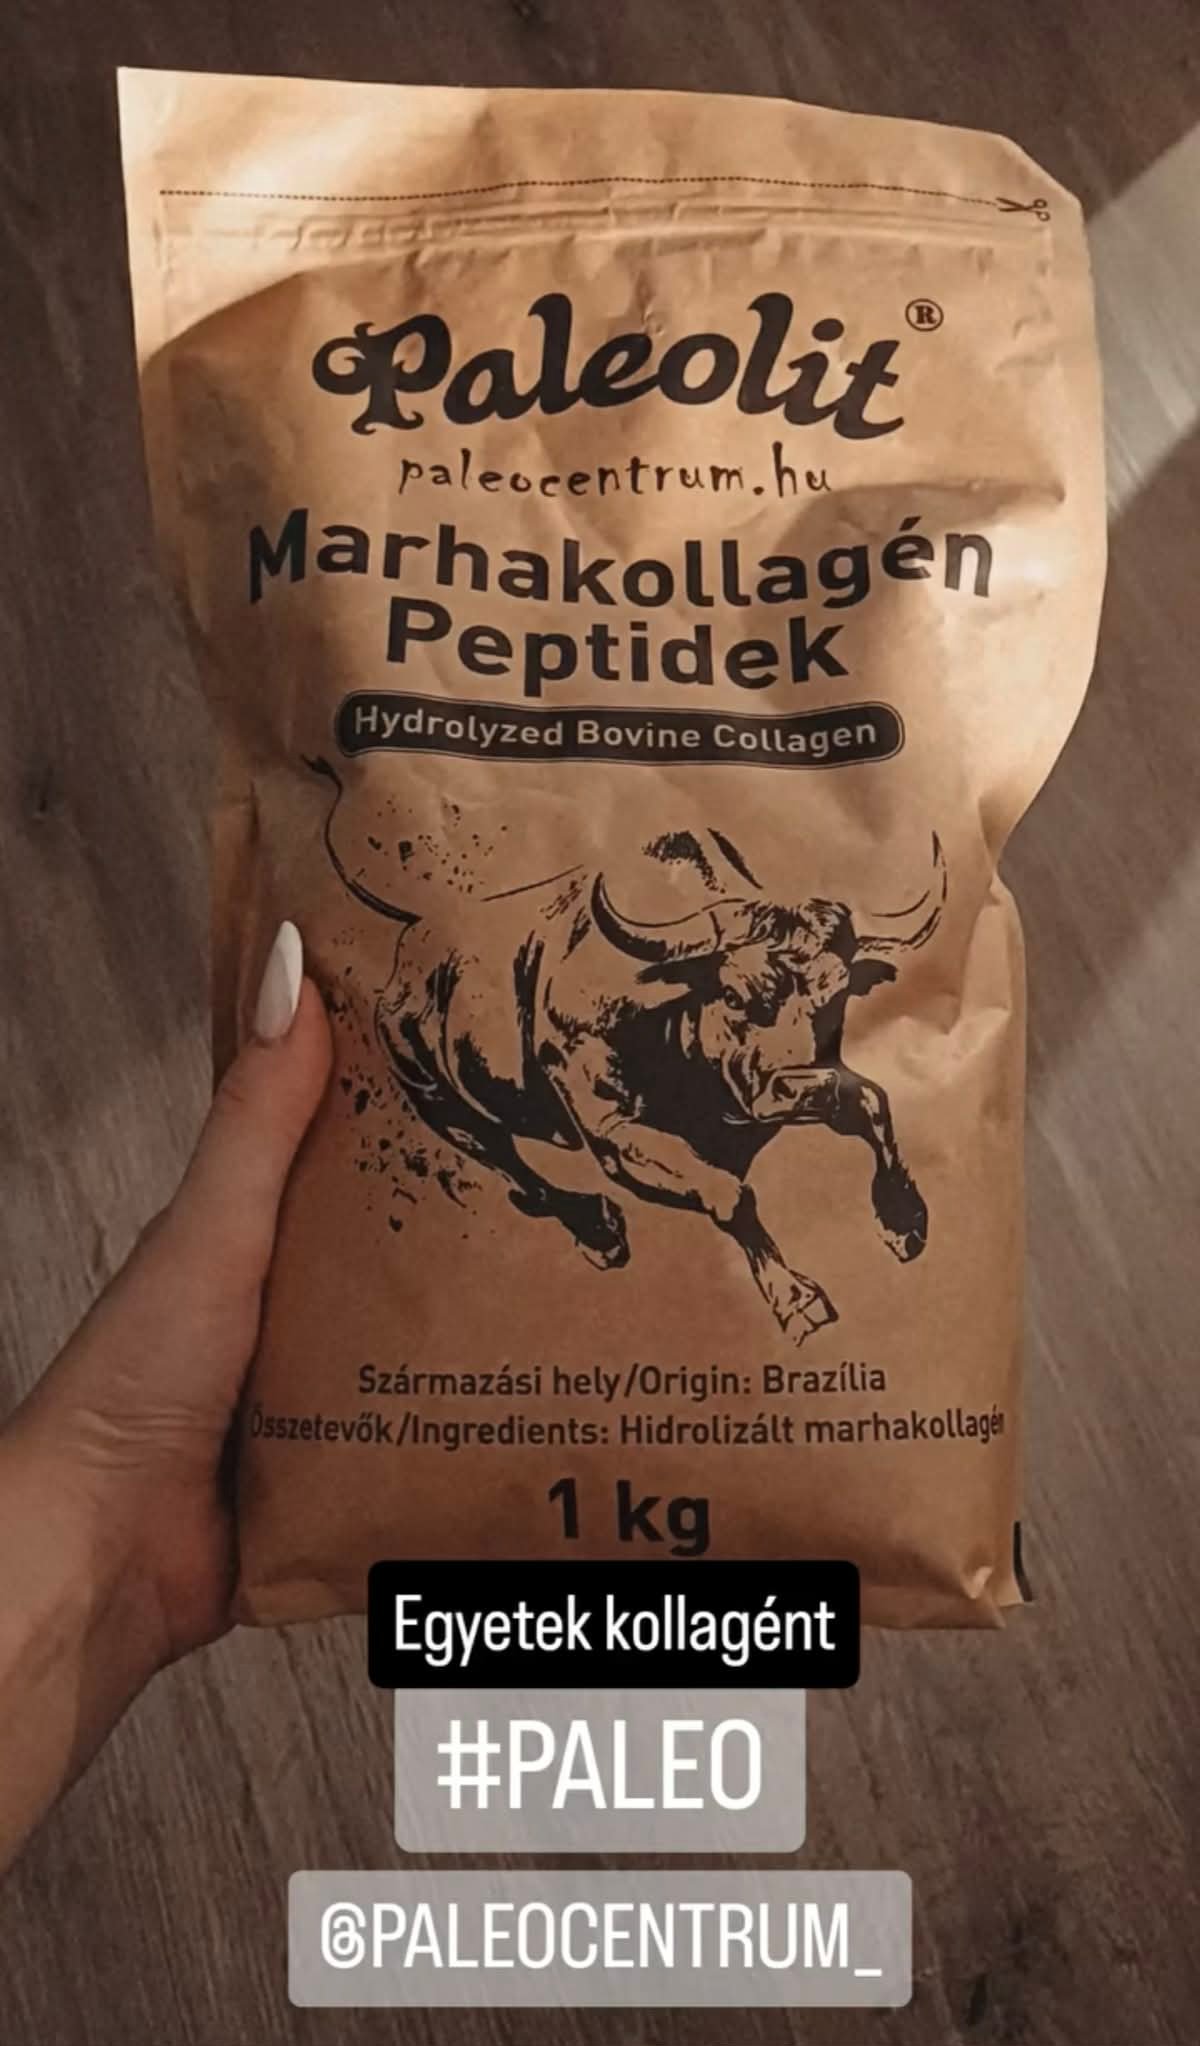 Paleolit®
paleocentrum.hu
Marhakollagén
Peptidek
Hydrolyzed Bovine Collagen
Származási hely/Origin: Brazília
Összetevők/Ingredients: Hidrolizált marhakollagén
1 kg
Egyetek kollagént
#PALEO
@PALEOCENTRUM_